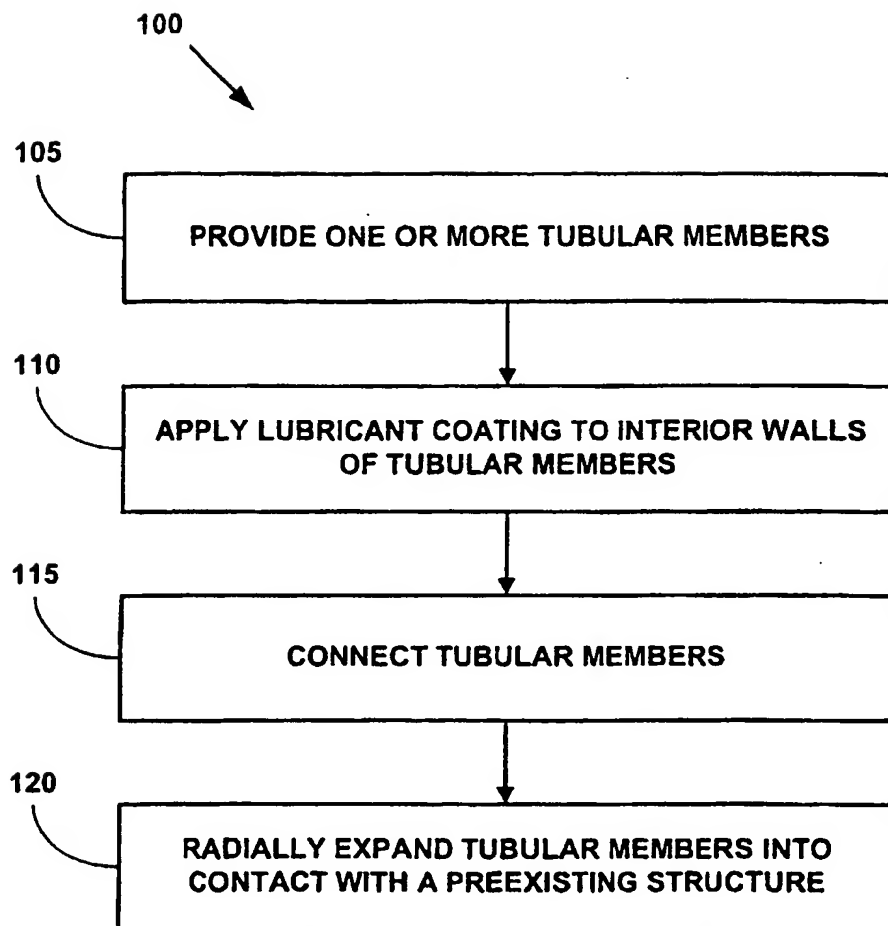 100
105
PROVIDE ONE OR MORE TUBULAR MEMBERS
110
APPLY LUBRICANT COATING TO INTERIOR WALLS
OF TUBULAR MEMBERS
115
CONNECT TUBULAR MEMBERS
120
RADIALLY EXPAND TUBULAR MEMBERS INTO
CONTACT WITH A PREEXISTING STRUCTURE